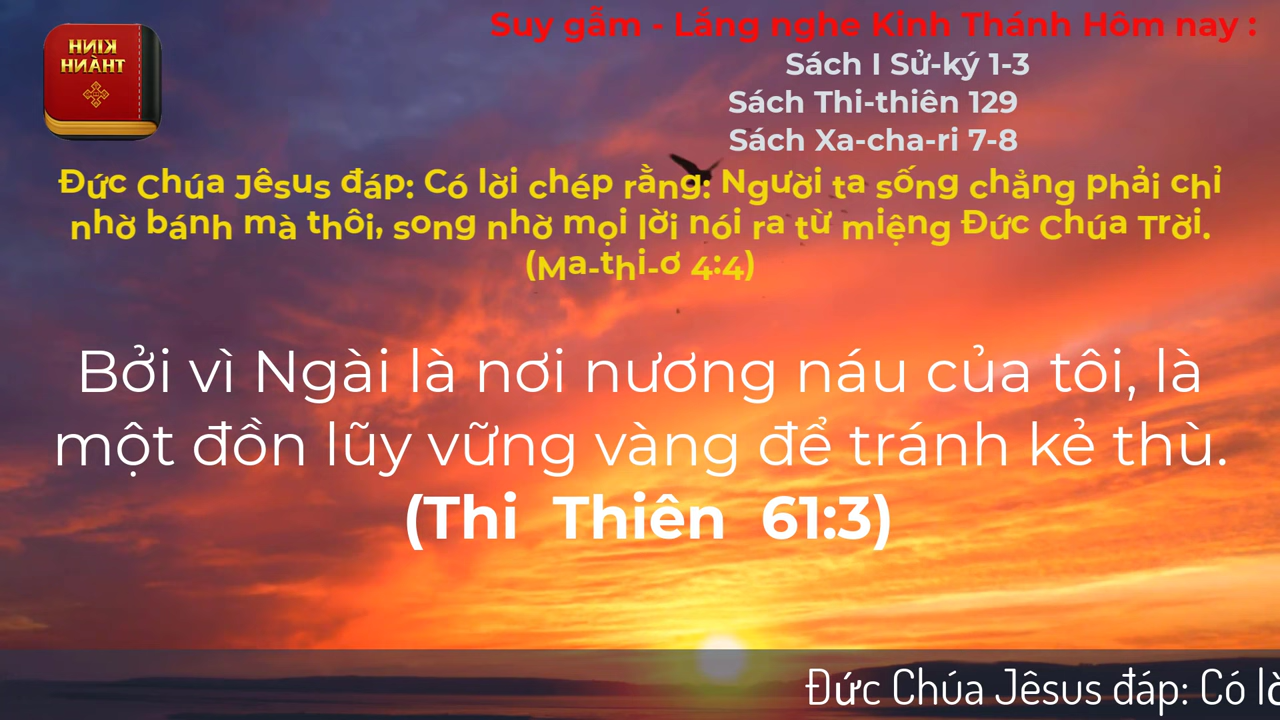 Suy gẫm - Lắng nghe Kinh Thánh Hôm nay :
Sách I Sử-ký 1-3
Sách Thi-thiên 129
Sách Xa-cha-ri 7-8
KINH
THÀNH
Đức Chúa Jêsus đáp: Có lời chép rằng: Người ta sống chẳng phải chỉ
nhờ bánh mà thôi, song nhờ mọi lời nói ra từ miệng Đức Chúa Trời.
(Ma-thi-ơ 4:4)
Bởi vì Ngài là nơi nương náu của tôi, là
một đồn lũy vững vàng để tránh kẻ thù.
(Thi Thiên 61:3)
Đức Chúa Jêsus đáp: Có lờ